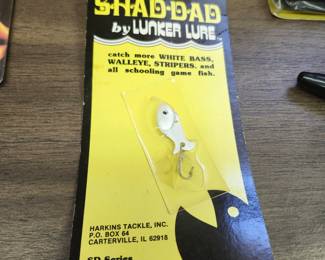 SHAD-DAD
by LUNKER LURE
catch more WHITE BASS,
WALLEYE, STRIPERS. and
all schooling game fish.
HARKINS TACKLE, INC.
P.O. BOX 64
CARTERVILLE, IL 62918
SD Series